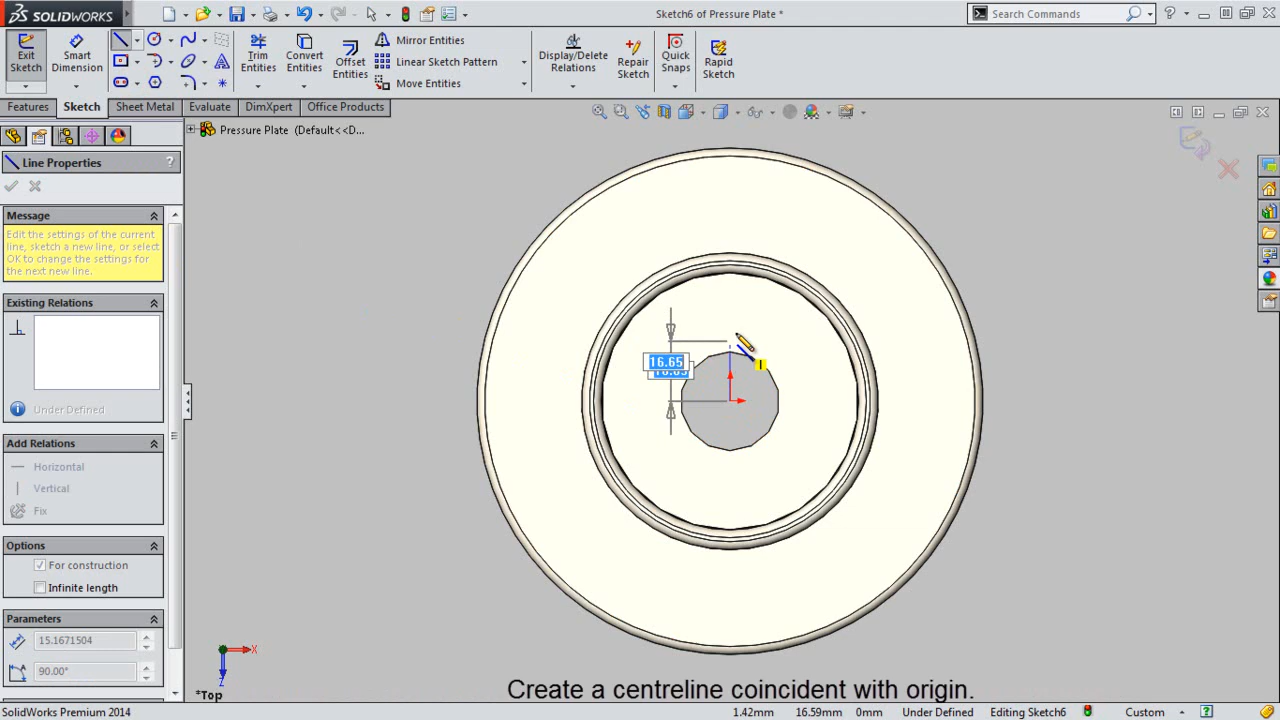 SOLIDWORKS
Sketch6 of Pressure Plate *
Search Commands
Exit Sketch
Smart Dimension
Trim Entities
Convert Entities
Offset Entities
Mirror Entities
Linear Sketch Pattern
Move Entities
Display/Delete Relations
Repair Sketch
Quick Snaps
Rapid Sketch
Features
Sketch
Sheet Metal
Evaluate
DimXpert
Office Products
Pressure Plate (Default<<D...
Line Properties
?
Message
Edit the settings of the current
line, sketch a new line, or select
OK to change the settings for
the next new line.
Existing Relations
Under Defined
Add Relations
Horizontal
Vertical
Fix
Options
For construction
Infinite length
Parameters
15.1671504
90.00°
16.65
X
Z
*Top
Create a centreline coincident with origin.
SolidWorks Premium 2014
1.42mm
16.59mm
0mm
Under Defined
Editing Sketch6
Custom